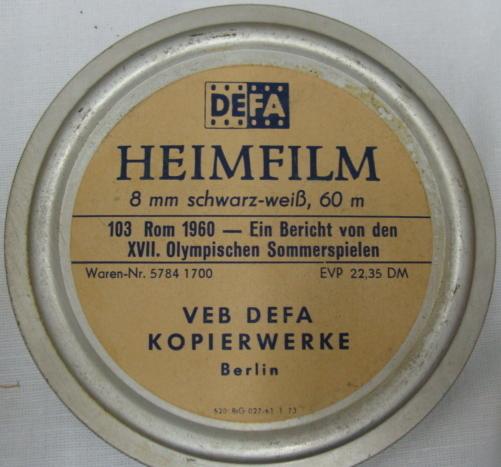 DEFA
HEIMFILM
8 mm schwarz-weiß, 60 m
103 Rom 1960 — Ein Bericht von den
XVII. Olympischen Sommerspielen
Waren-Nr. 5784 1700 EVP 22,35 DM
VEB DEFA
KOPIERWERKE
Berlin